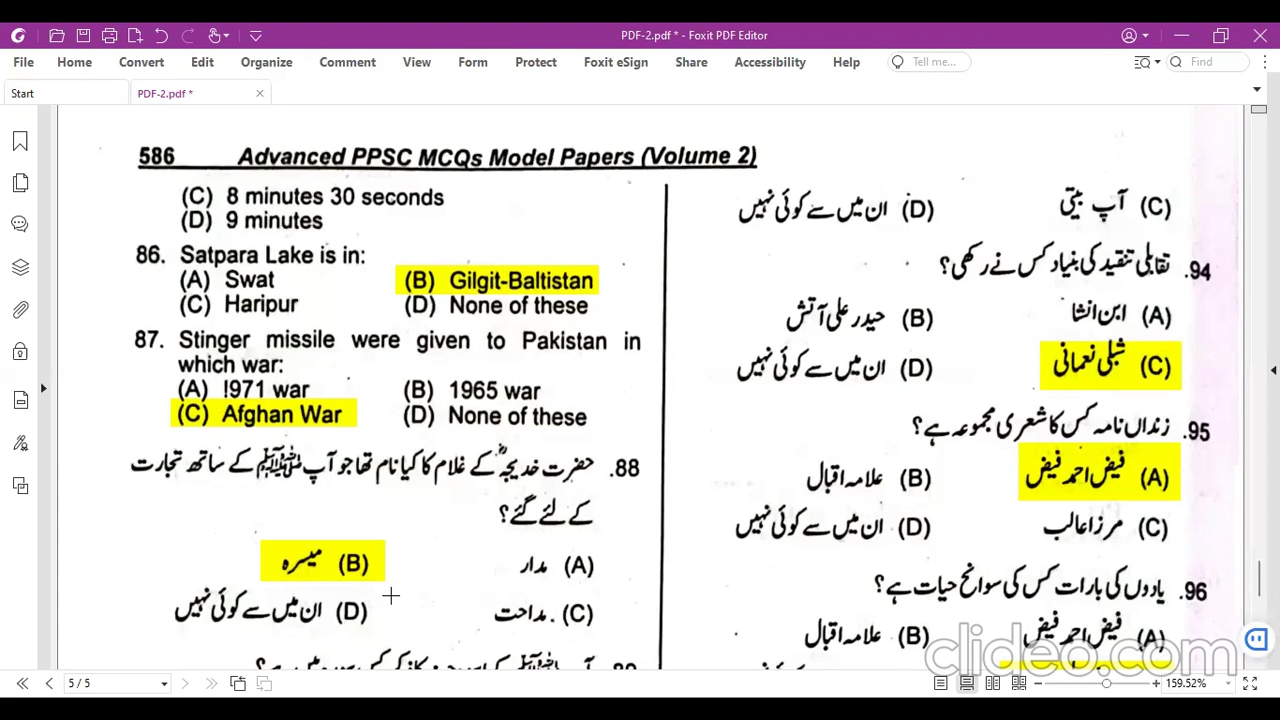 PDF-2.pdf * - Foxit PDF Editor
File Home Convert Edit Organize Comment View Form Protect Foxit eSign Share Accessibility Help Tell me... Find
Start PDF-2.pdf *
586 Advanced PPSC MCQs Model Papers (Volume 2)
(C) 8 minutes 30 seconds
(D) 9 minutes
86. Satpara Lake is in:
(A) Swat (B) Gilgit-Baltistan
(C) Haripur (D) None of these
87. Stinger missile were given to Pakistan in
which war:
(A) !971 war (B) 1965 war
(C) Afghan War (D) None of these
88. حضرت خدیجہؓ کے غلام کا کیا نام تھا جو آپ ﷺ کے ساتھ تجارت
کے لئے گئے؟
(A) مدار (B) میسرہ
(C) مداحت. (D) ان میں سے کوئی نہیں
(C) آپ بیتی (D) ان میں سے کوئی نہیں
94. تقابلی تنقید کی بنیاد کس نے رکھی؟
(A) ابن انشا (B) حیدر علی آتش
(C) شبلی نعمانی (D) ان میں سے کوئی نہیں
95. زنداں نامہ کس کا شعری مجموعہ ہے؟
(A) فیض احمد فیض (B) علامہ اقبال
(C) مرزا غالب (D) ان میں سے کوئی نہیں
96. یادوں کی بارات کس کی سوانح حیات ہے؟
(A) فیض احمد فیض (B) علامہ اقبال
clideo.com
5 / 5 159.52%